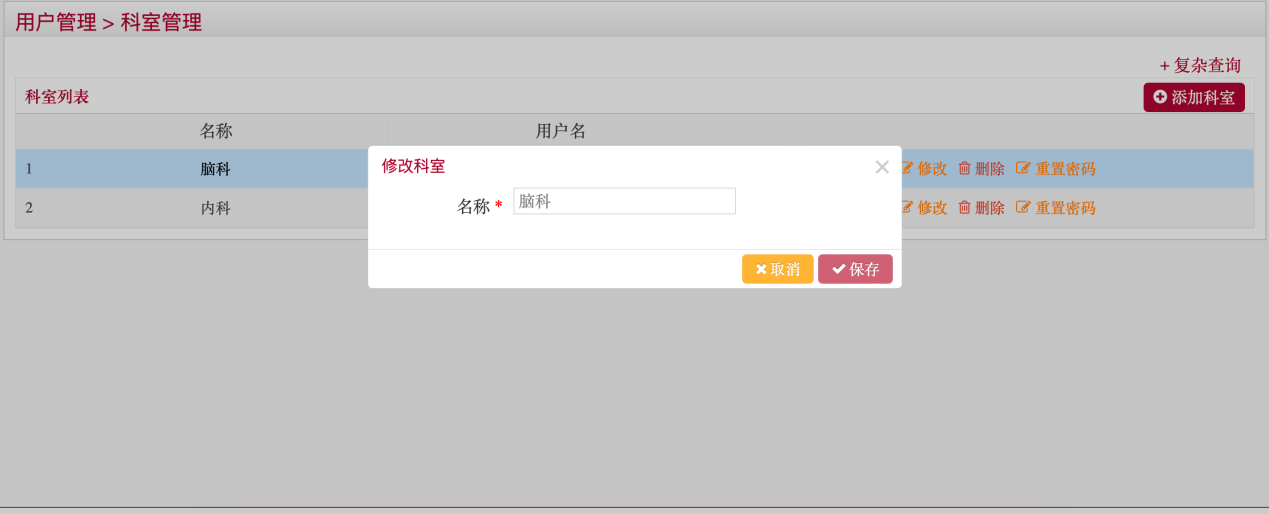 用户管理 > 科室管理
+ 复杂查询
科室列表 添加科室
名称 用户名
1 脑科 修改 删除 重置密码
2 内科 修改 删除 重置密码
修改科室 ×
名称 * 脑科
取消 保存